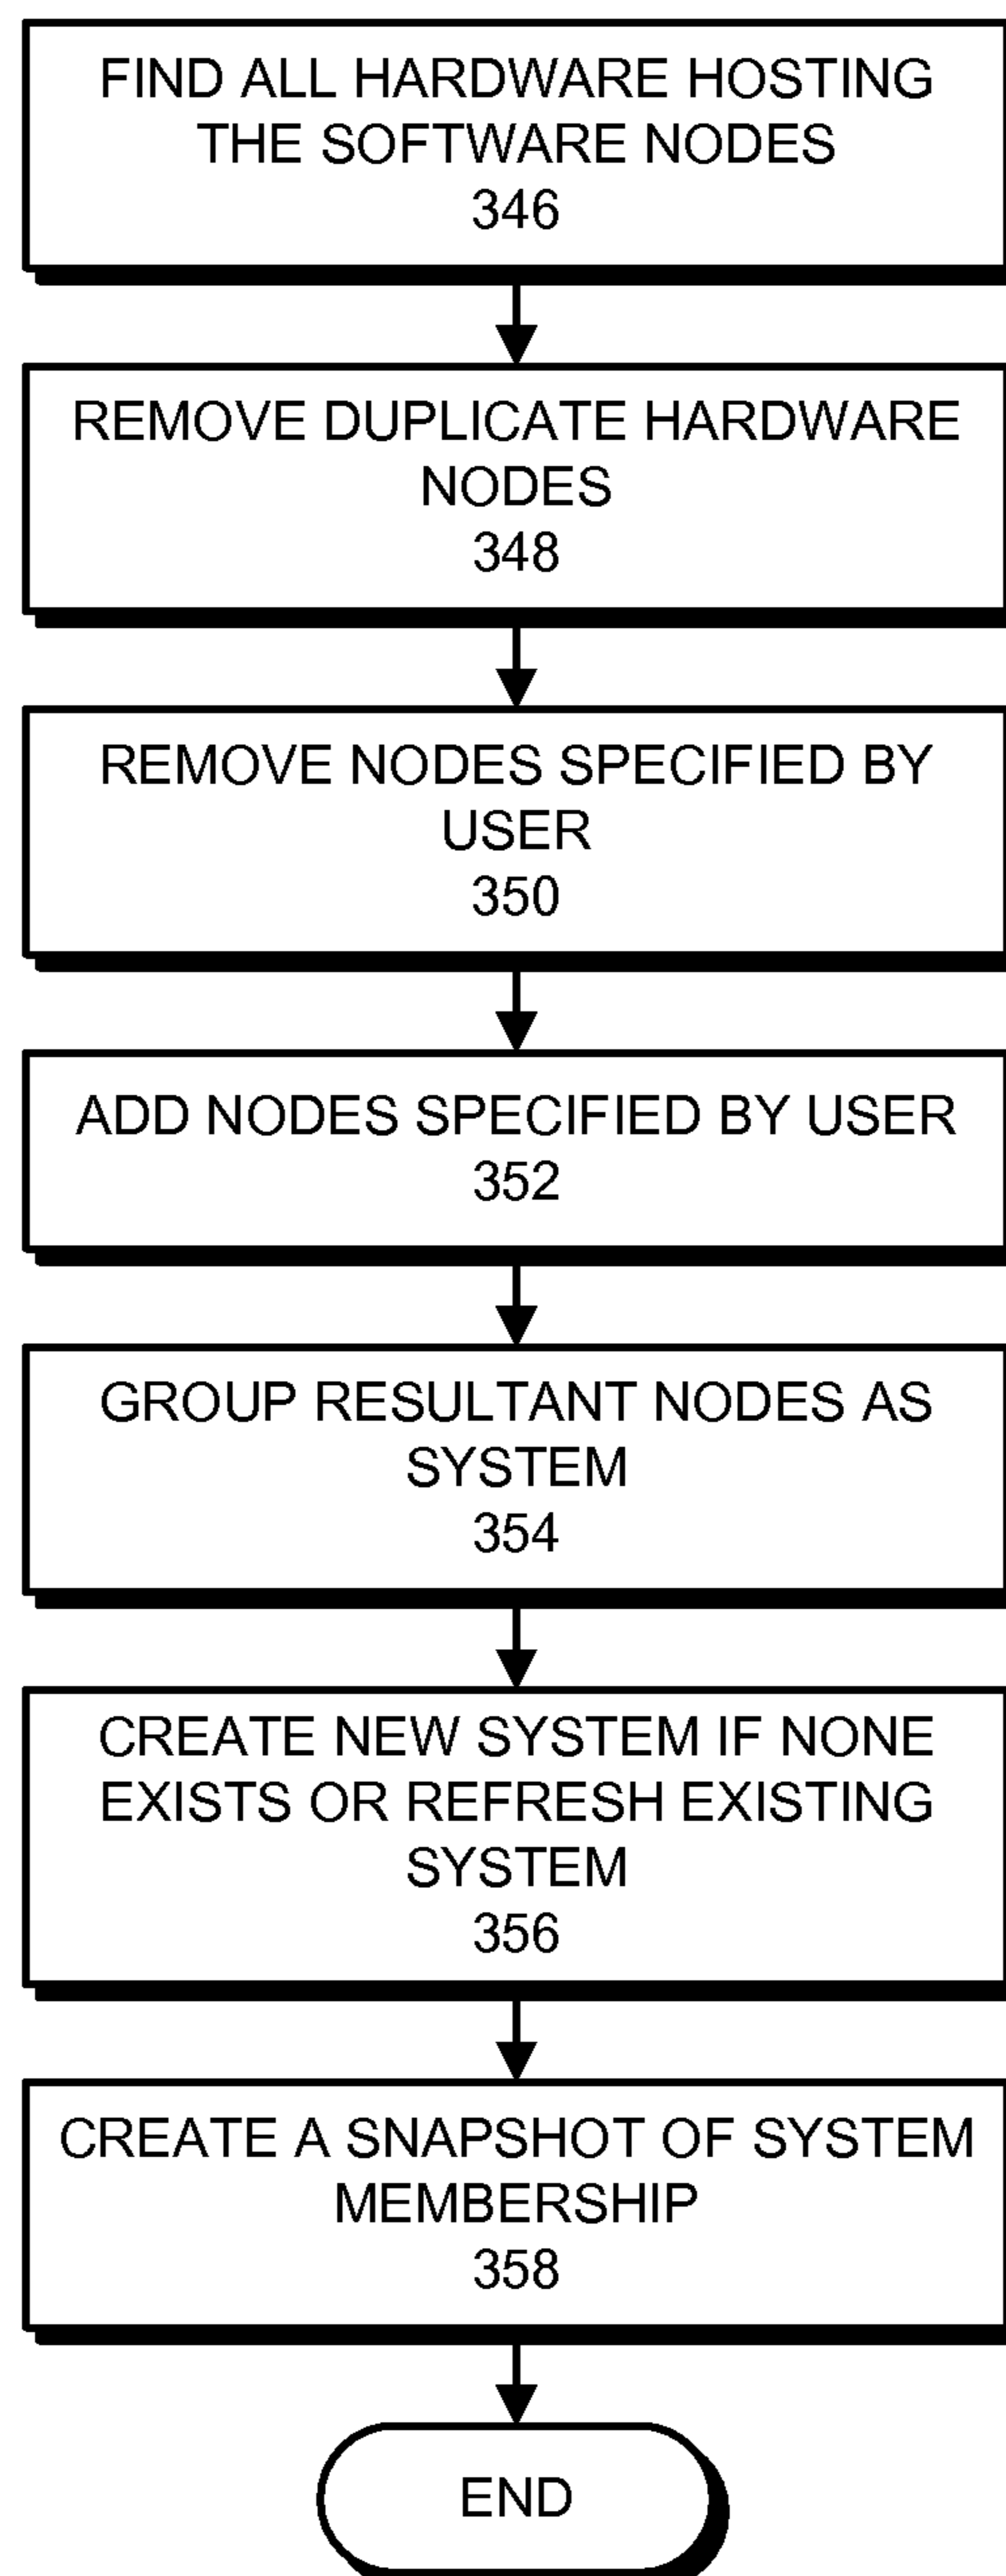 FIND ALL HARDWARE HOSTING
THE SOFTWARE NODES
346
REMOVE DUPLICATE HARDWARE
NODES
348
REMOVE NODES SPECIFIED BY
USER
350
ADD NODES SPECIFIED BY USER
352
GROUP RESULTANT NODES AS
SYSTEM
354
CREATE NEW SYSTEM IF NONE
EXISTS OR REFRESH EXISTING
SYSTEM
356
CREATE A SNAPSHOT OF SYSTEM
MEMBERSHIP
358
END